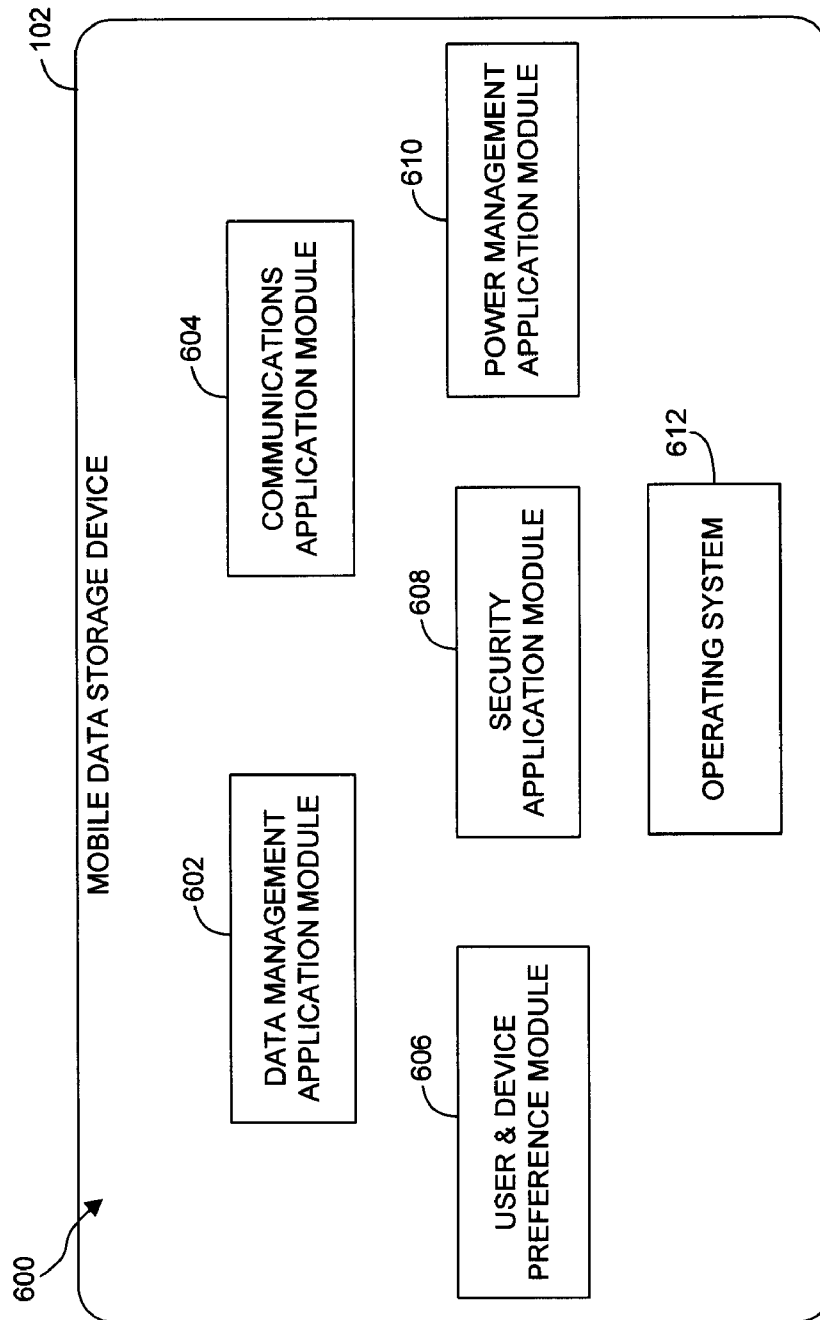 600
MOBILE DATA STORAGE DEVICE
102
602
DATA MANAGEMENT
APPLICATION MODULE
604
COMMUNICATIONS
APPLICATION MODULE
606
USER & DEVICE
PREFERENCE MODULE
608
SECURITY
APPLICATION MODULE
610
POWER MANAGEMENT
APPLICATION MODULE
612
OPERATING SYSTEM